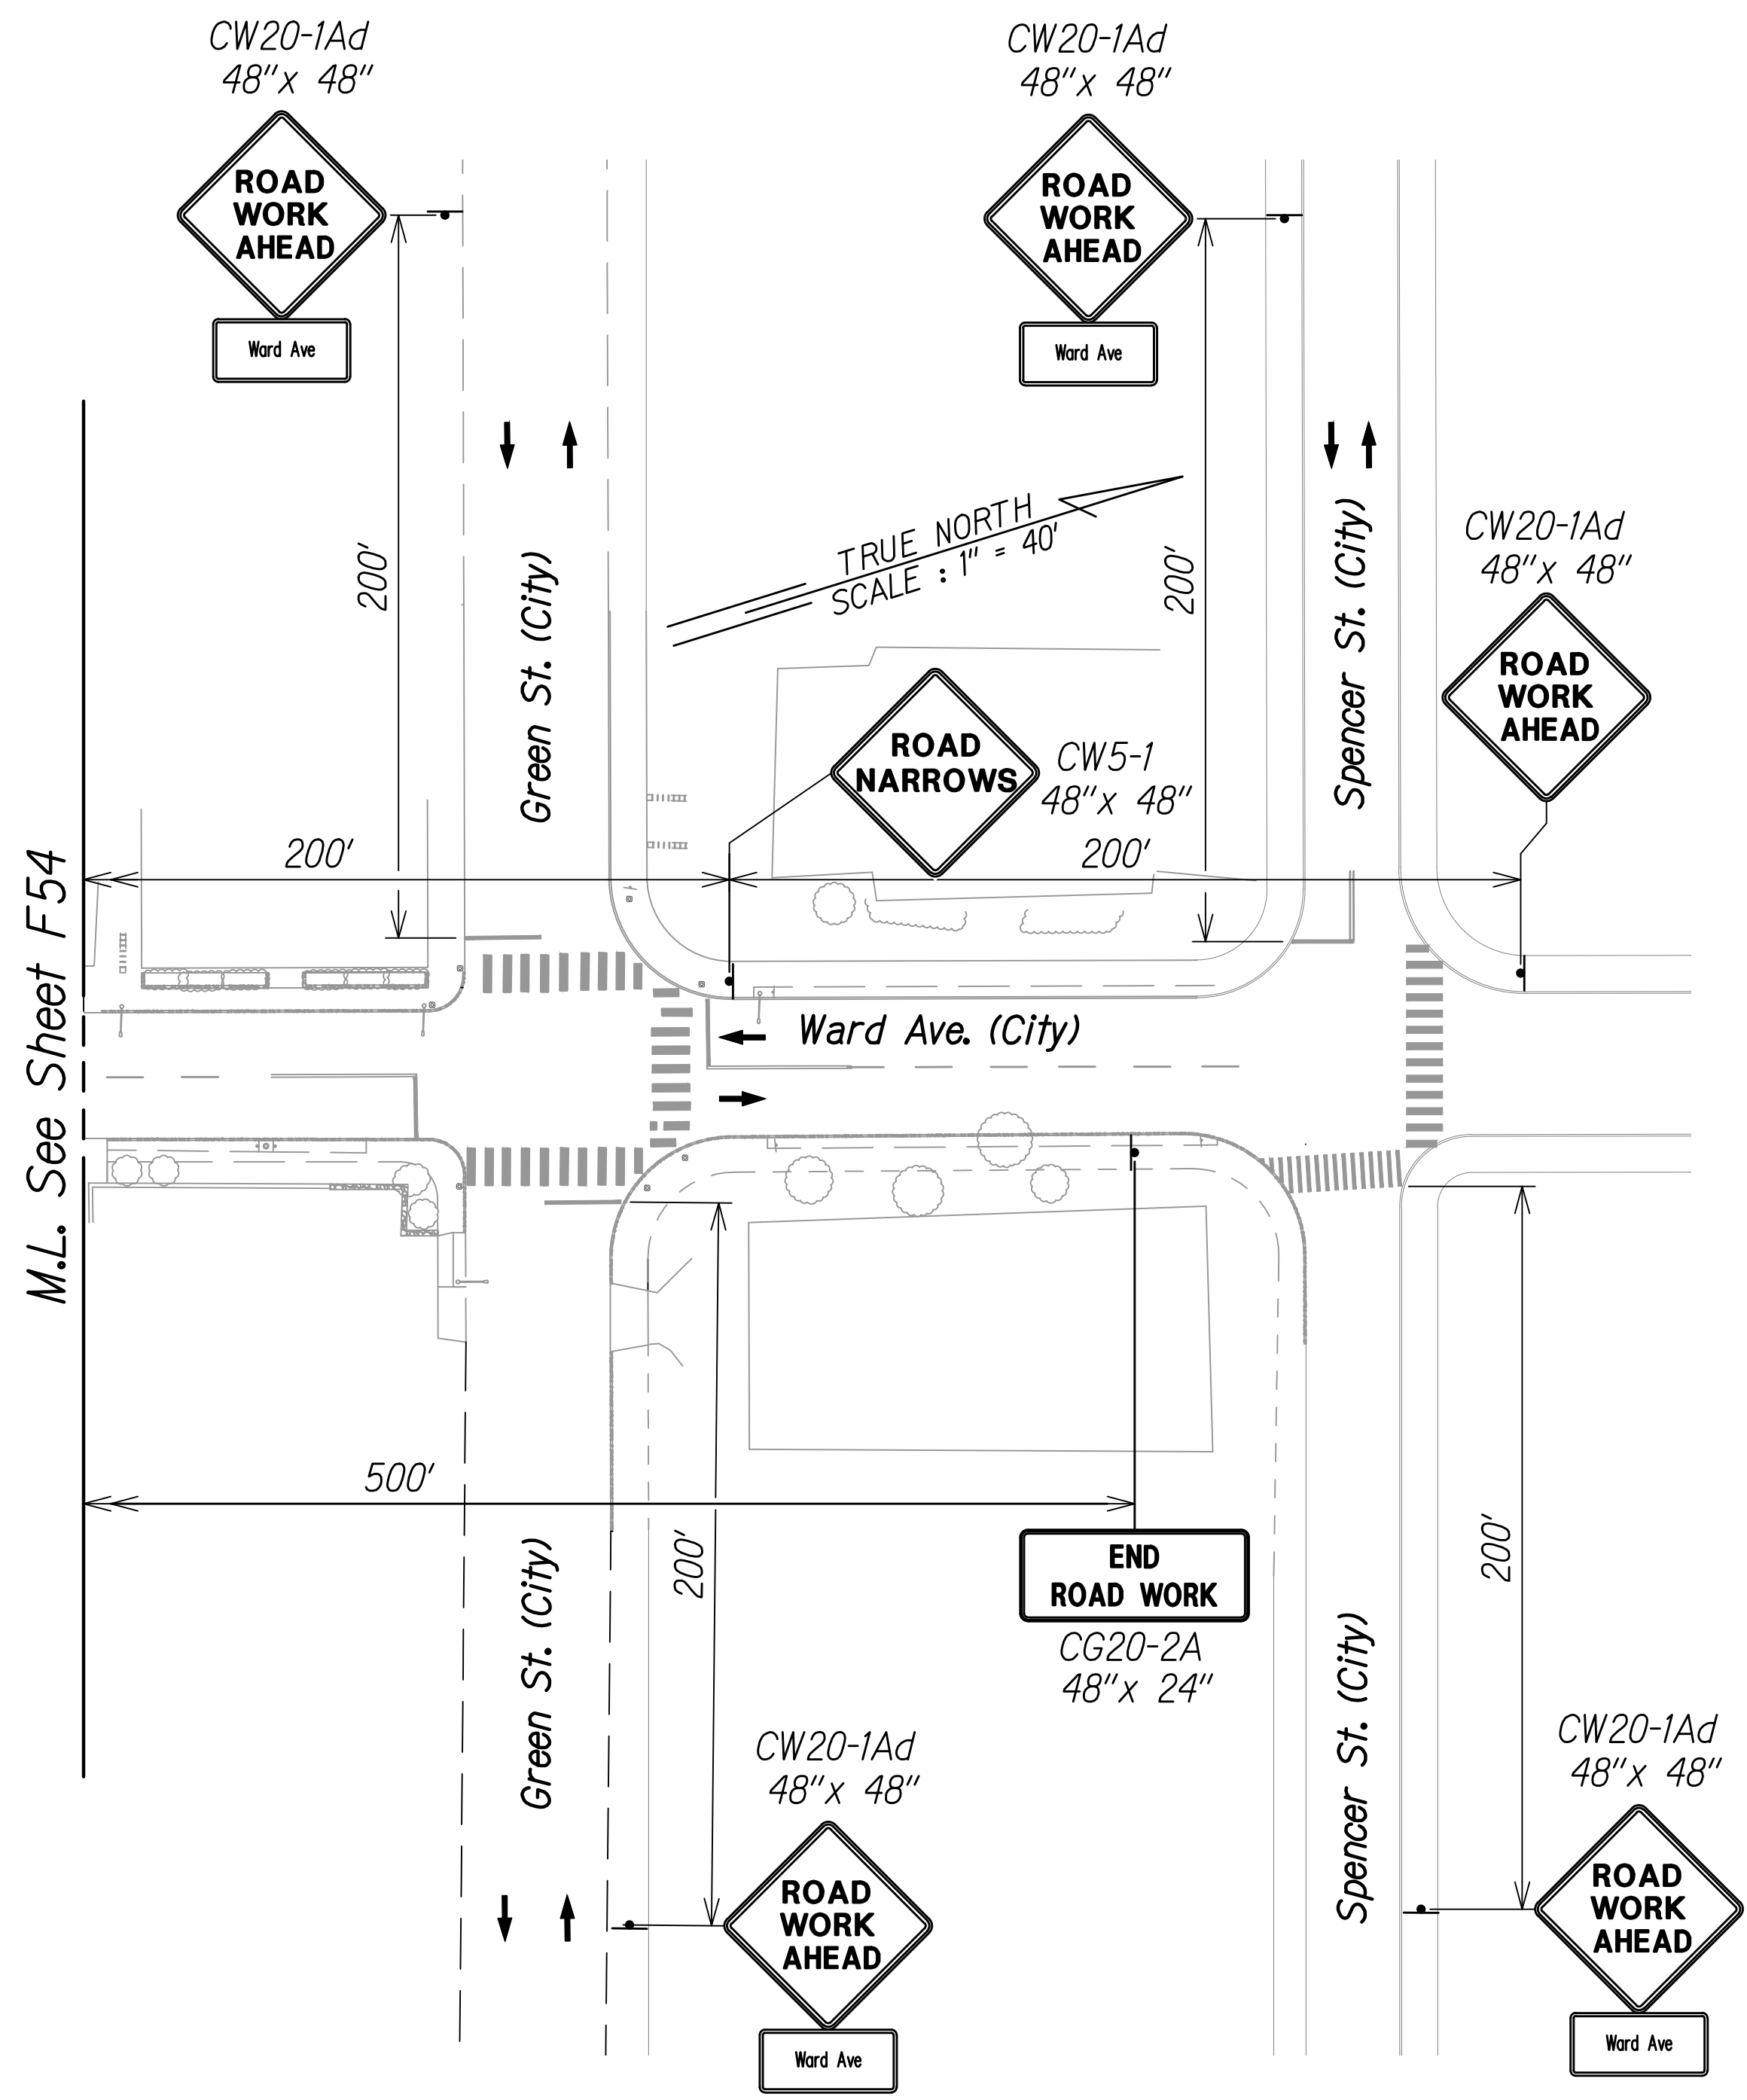 CW20-1Ad
48"x 48"
ROAD
WORK
AHEAD
Ward Ave
CW20-1Ad
48"x 48"
ROAD
WORK
AHEAD
Ward Ave
200'
Green St. (City)
TRUE NORTH
SCALE : 1" = 40'
200'
Spencer St. (City)
CW20-1Ad
48"x 48"
ROAD
WORK
AHEAD
ROAD
NARROWS
CW5-1
48"x 48"
200'
200'
M.L. See Sheet F54
Ward Ave. (City)
500'
Green St. (City)
200'
END
ROAD WORK
CG20-2A
48"x 24"
Spencer St. (City)
200'
CW20-1Ad
48"x 48"
ROAD
WORK
AHEAD
Ward Ave
CW20-1Ad
48"x 48"
ROAD
WORK
AHEAD
Ward Ave